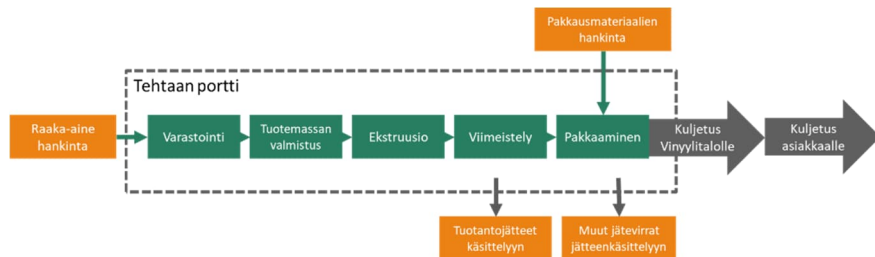 Pakkausmateriaalien
hankinta
Tehtaan portti
Raaka-aine
hankinta
Varastointi
Tuotemassan
valmistus
Ekstruusio
Viimeistely
Pakkaaminen
Kuljetus
Vinyylitalolle
Kuljetus
asiakkaalle
Tuotantojätteet
käsittelyyn
Muut jätevirrat
jätteenkäsittelyyn